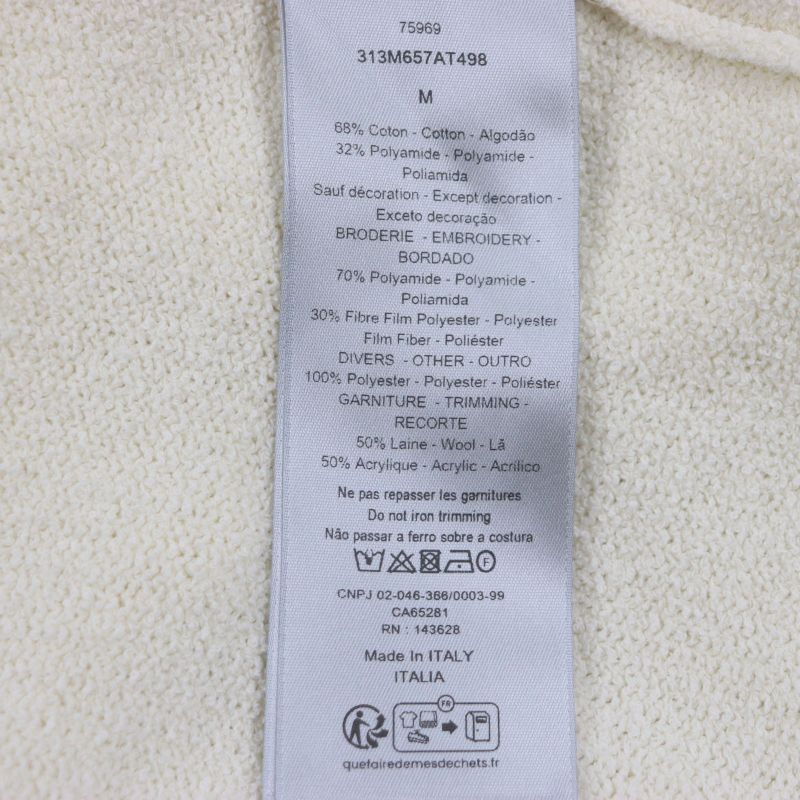 75969
313M657AT498
M
68% Coton - Cotton - Algodão
32% Polyamide - Polyamide -
Poliamida
Sauf décoration - Except decoration -
Exceto decoração
BRODERIE - EMBROIDERY -
BORDADO
70% Polyamide - Polyamide -
Poliamida
30% Fibre Film Polyester - Polyester
Film Fiber - Poliéster
DIVERS - OTHER - OUTRO
100% Polyester - Polyester - Poliéster
GARNITURE - TRIMMING -
RECORTE
50% Laine - Wool - Lã
50% Acrylique - Acrylic - Acrílico
Ne pas repasser les garnitures
Do not iron trimming
Não passar a ferro sobre a costura
F
CNPJ 02-046-366/0003-99
CA65281
RN : 143628
Made In ITALY
ITALIA
FR
quefairedemesdechets.fr